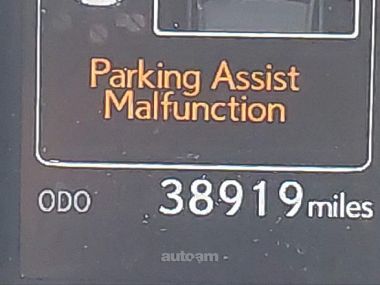 Parking Assist
Malfunction
ODO 38919 miles
autoam